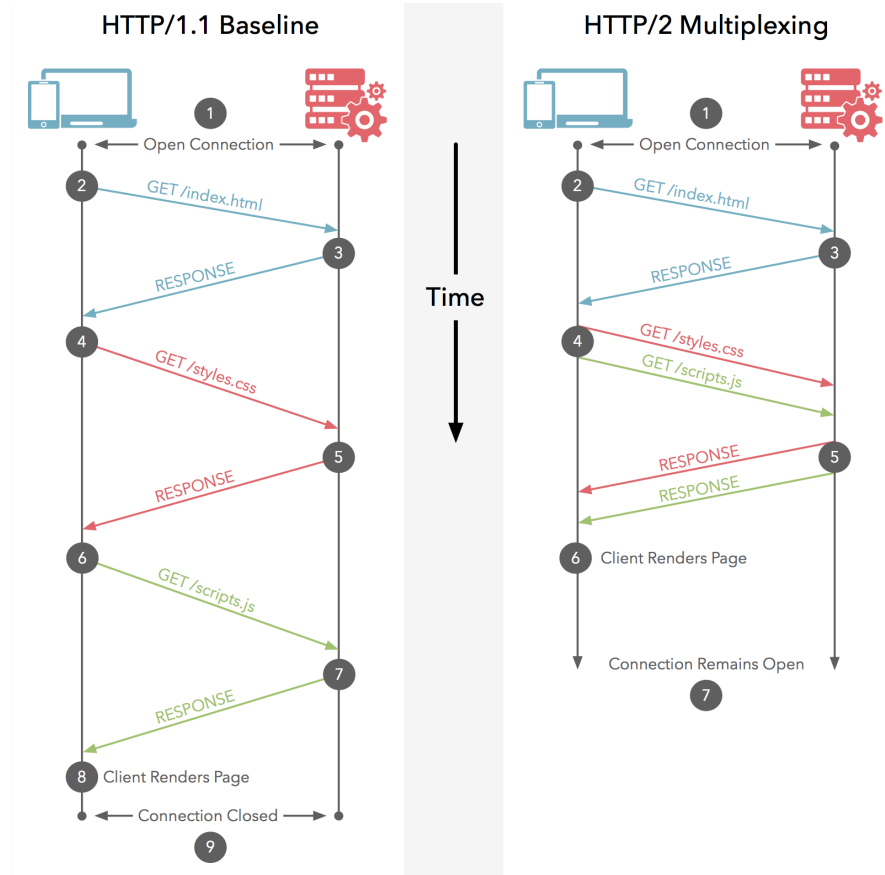 HTTP/1.1 Baseline
1
Open Connection
2
GET /index.html
3
RESPONSE
4
GET /styles.css
5
RESPONSE
6
GET /scripts.js
7
RESPONSE
8 Client Renders Page
Connection Closed
9
Time
HTTP/2 Multiplexing
1
Open Connection
2
GET /index.html
3
RESPONSE
4
GET /styles.css
GET /scripts.js
5
RESPONSE
RESPONSE
6 Client Renders Page
Connection Remains Open
7